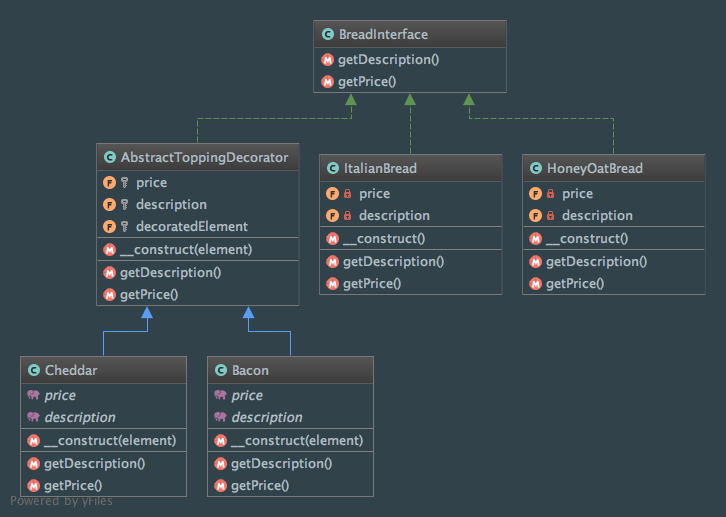 BreadInterface
getDescription()
getPrice()
AbstractToppingDecorator
price
description
decoratedElement
__construct(element)
getDescription()
getPrice()
ItalianBread
price
description
__construct()
getDescription()
getPrice()
HoneyOatBread
price
description
__construct()
getDescription()
getPrice()
Cheddar
price
description
__construct(element)
getDescription()
getPrice()
Bacon
price
description
__construct(element)
getDescription()
getPrice()
Powered by yFiles